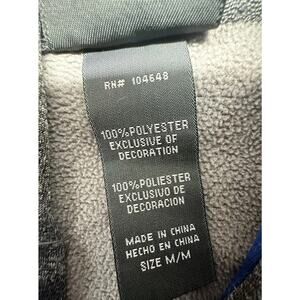 RN# 104648
100%POLYESTER
EXCLUSIVE OF
DECORATION
100%POLIESTER
EXCLUSIVO DE
DECORACION
MADE IN CHINA
HECHO EN CHINA
SIZE M/M